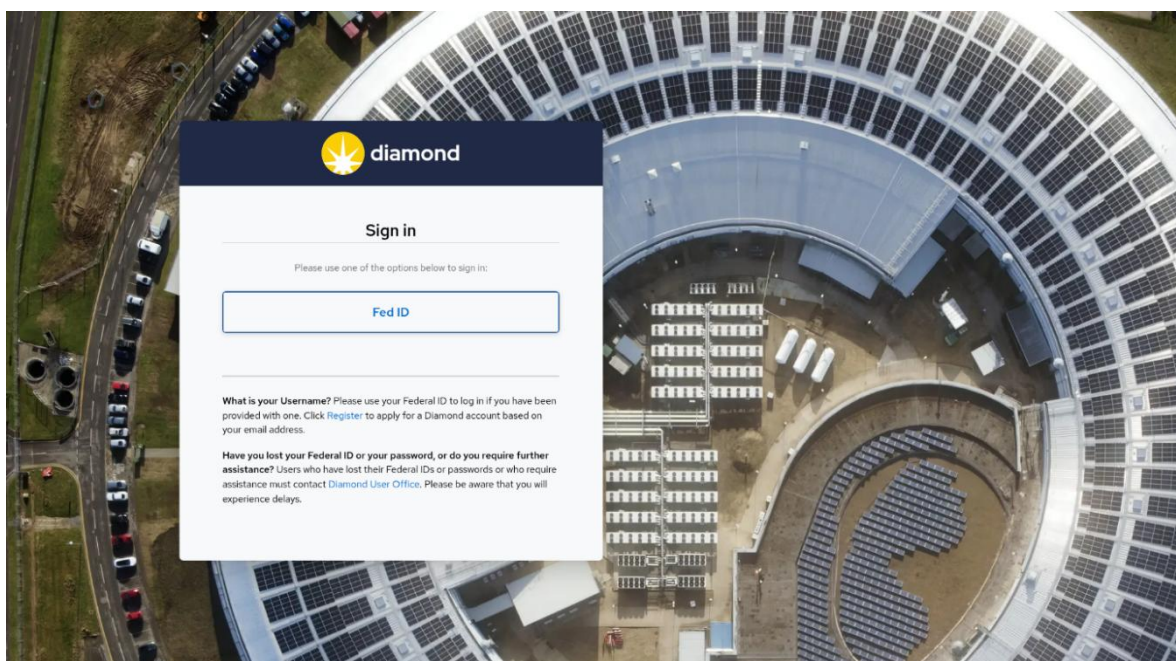 diamond
Sign in
Please use one of the options below to sign in:
Fed ID
What is your Username? Please use your Federal ID to log in if you have been
provided with one. Click Register to apply for a Diamond account based on
your email address.
Have you lost your Federal ID or your password, or do you require further
assistance? Users who have lost their Federal IDs or passwords or who require
assistance must contact Diamond User Office. Please be aware that you will
experience delays.